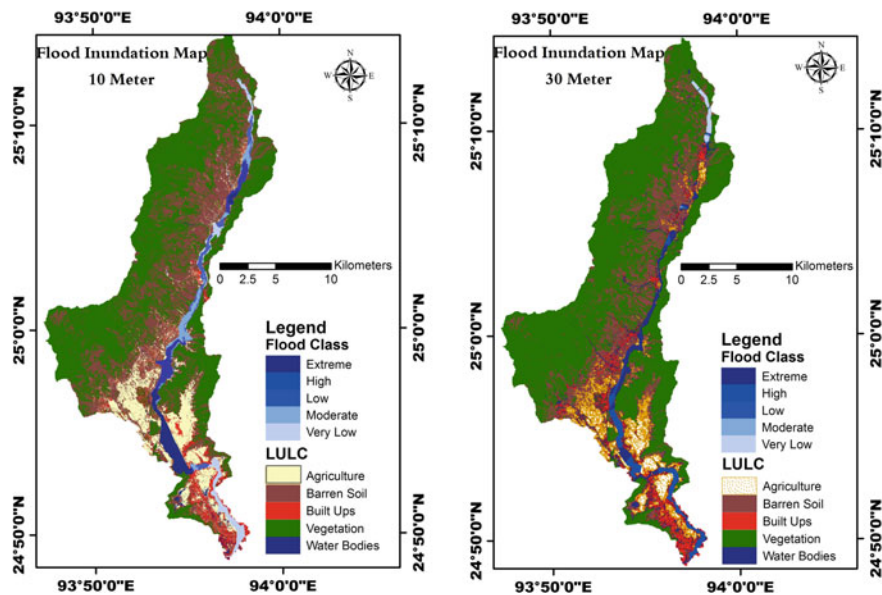 93°50'0"E 94°0'0"E
Flood Inundation Map
10 Meter
N
W E
S
25°10'0"N
25°10'0"N
Kilometers
0 2.5 5 10
25°0'0"N
25°0'0"N
Legend
Flood Class
Extreme
High
Low
Moderate
Very Low
LULC
Agriculture
Barren Soil
Built Ups
Vegetation
Water Bodies
24°50'0"N
24°50'0"N
93°50'0"E 94°0'0"E
93°50'0"E 94°0'0"E
Flood Inundation Map
30 Meter
N
W E
S
25°10'0"N
25°10'0"N
Kilometers
0 2.5 5 10
25°0'0"N
25°0'0"N
Legend
Flood Class
Extreme
High
Low
Moderate
Very Low
LULC
Agriculture
Barren Soil
Built Ups
Vegetation
Water Bodies
24°50'0"N
24°50'0"N
93°50'0"E 94°0'0"E